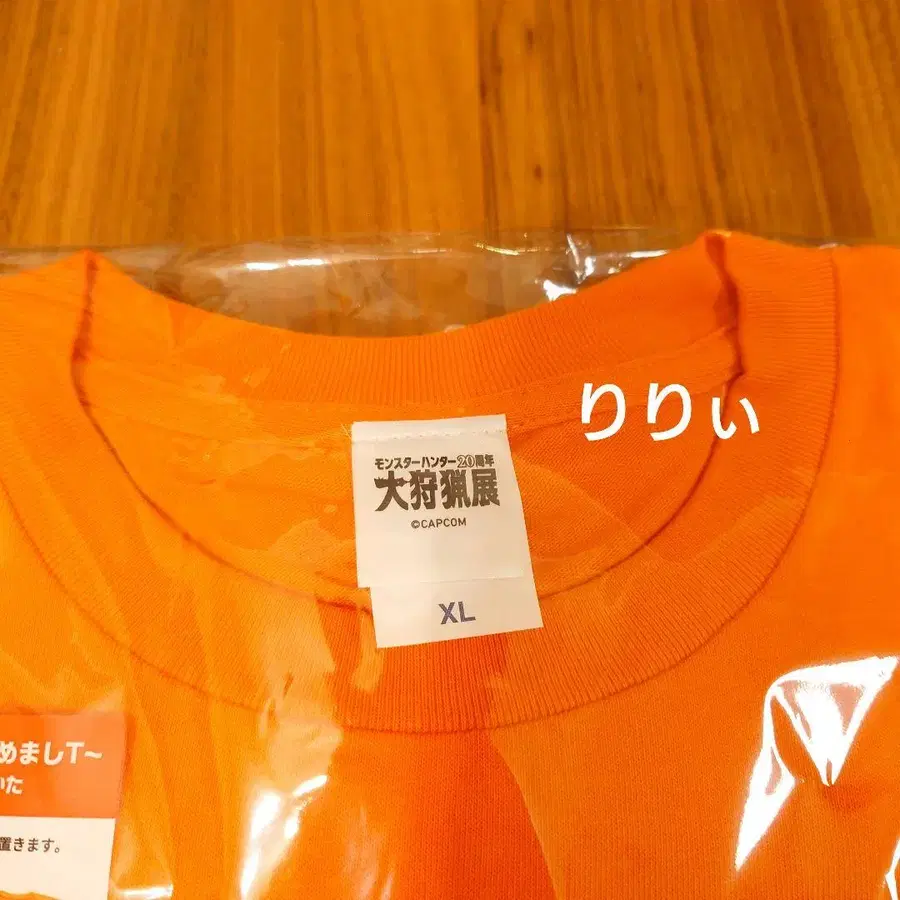 りりぃ
モンスターハンター20周年
大狩猟展
©CAPCOM
XL
めましT~
いた
置きます。